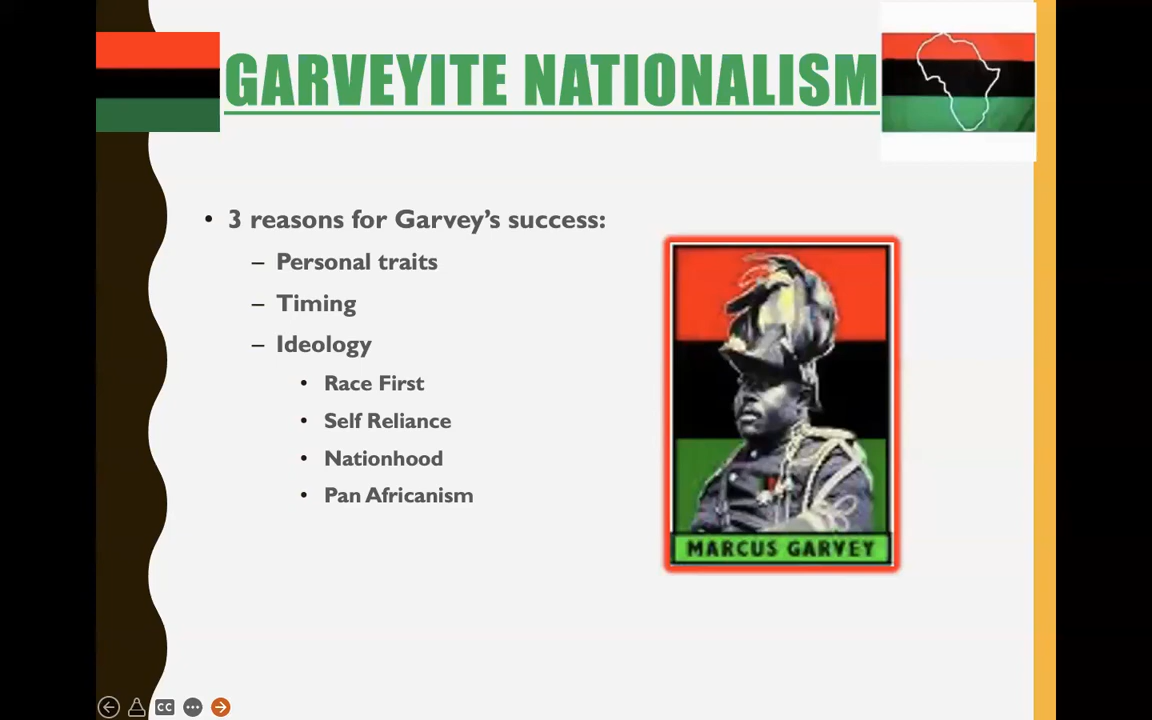 GARVEYITE NATIONALISM
• 3 reasons for Garvey’s success:
– Personal traits
– Timing
– Ideology
• Race First
• Self Reliance
• Nationhood
• Pan Africanism
MARCUS GARVEY
CC